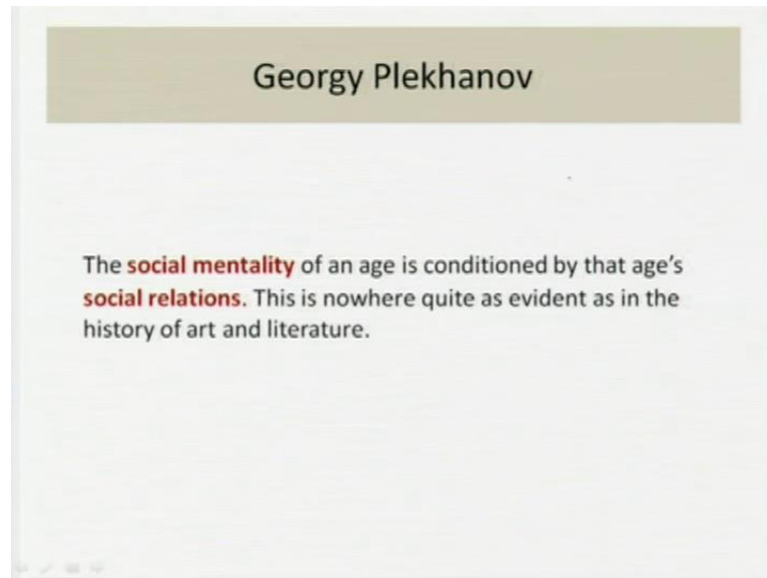 Georgy Plekhanov
The social mentality of an age is conditioned by that age's
social relations. This is nowhere quite as evident as in the
history of art and literature.